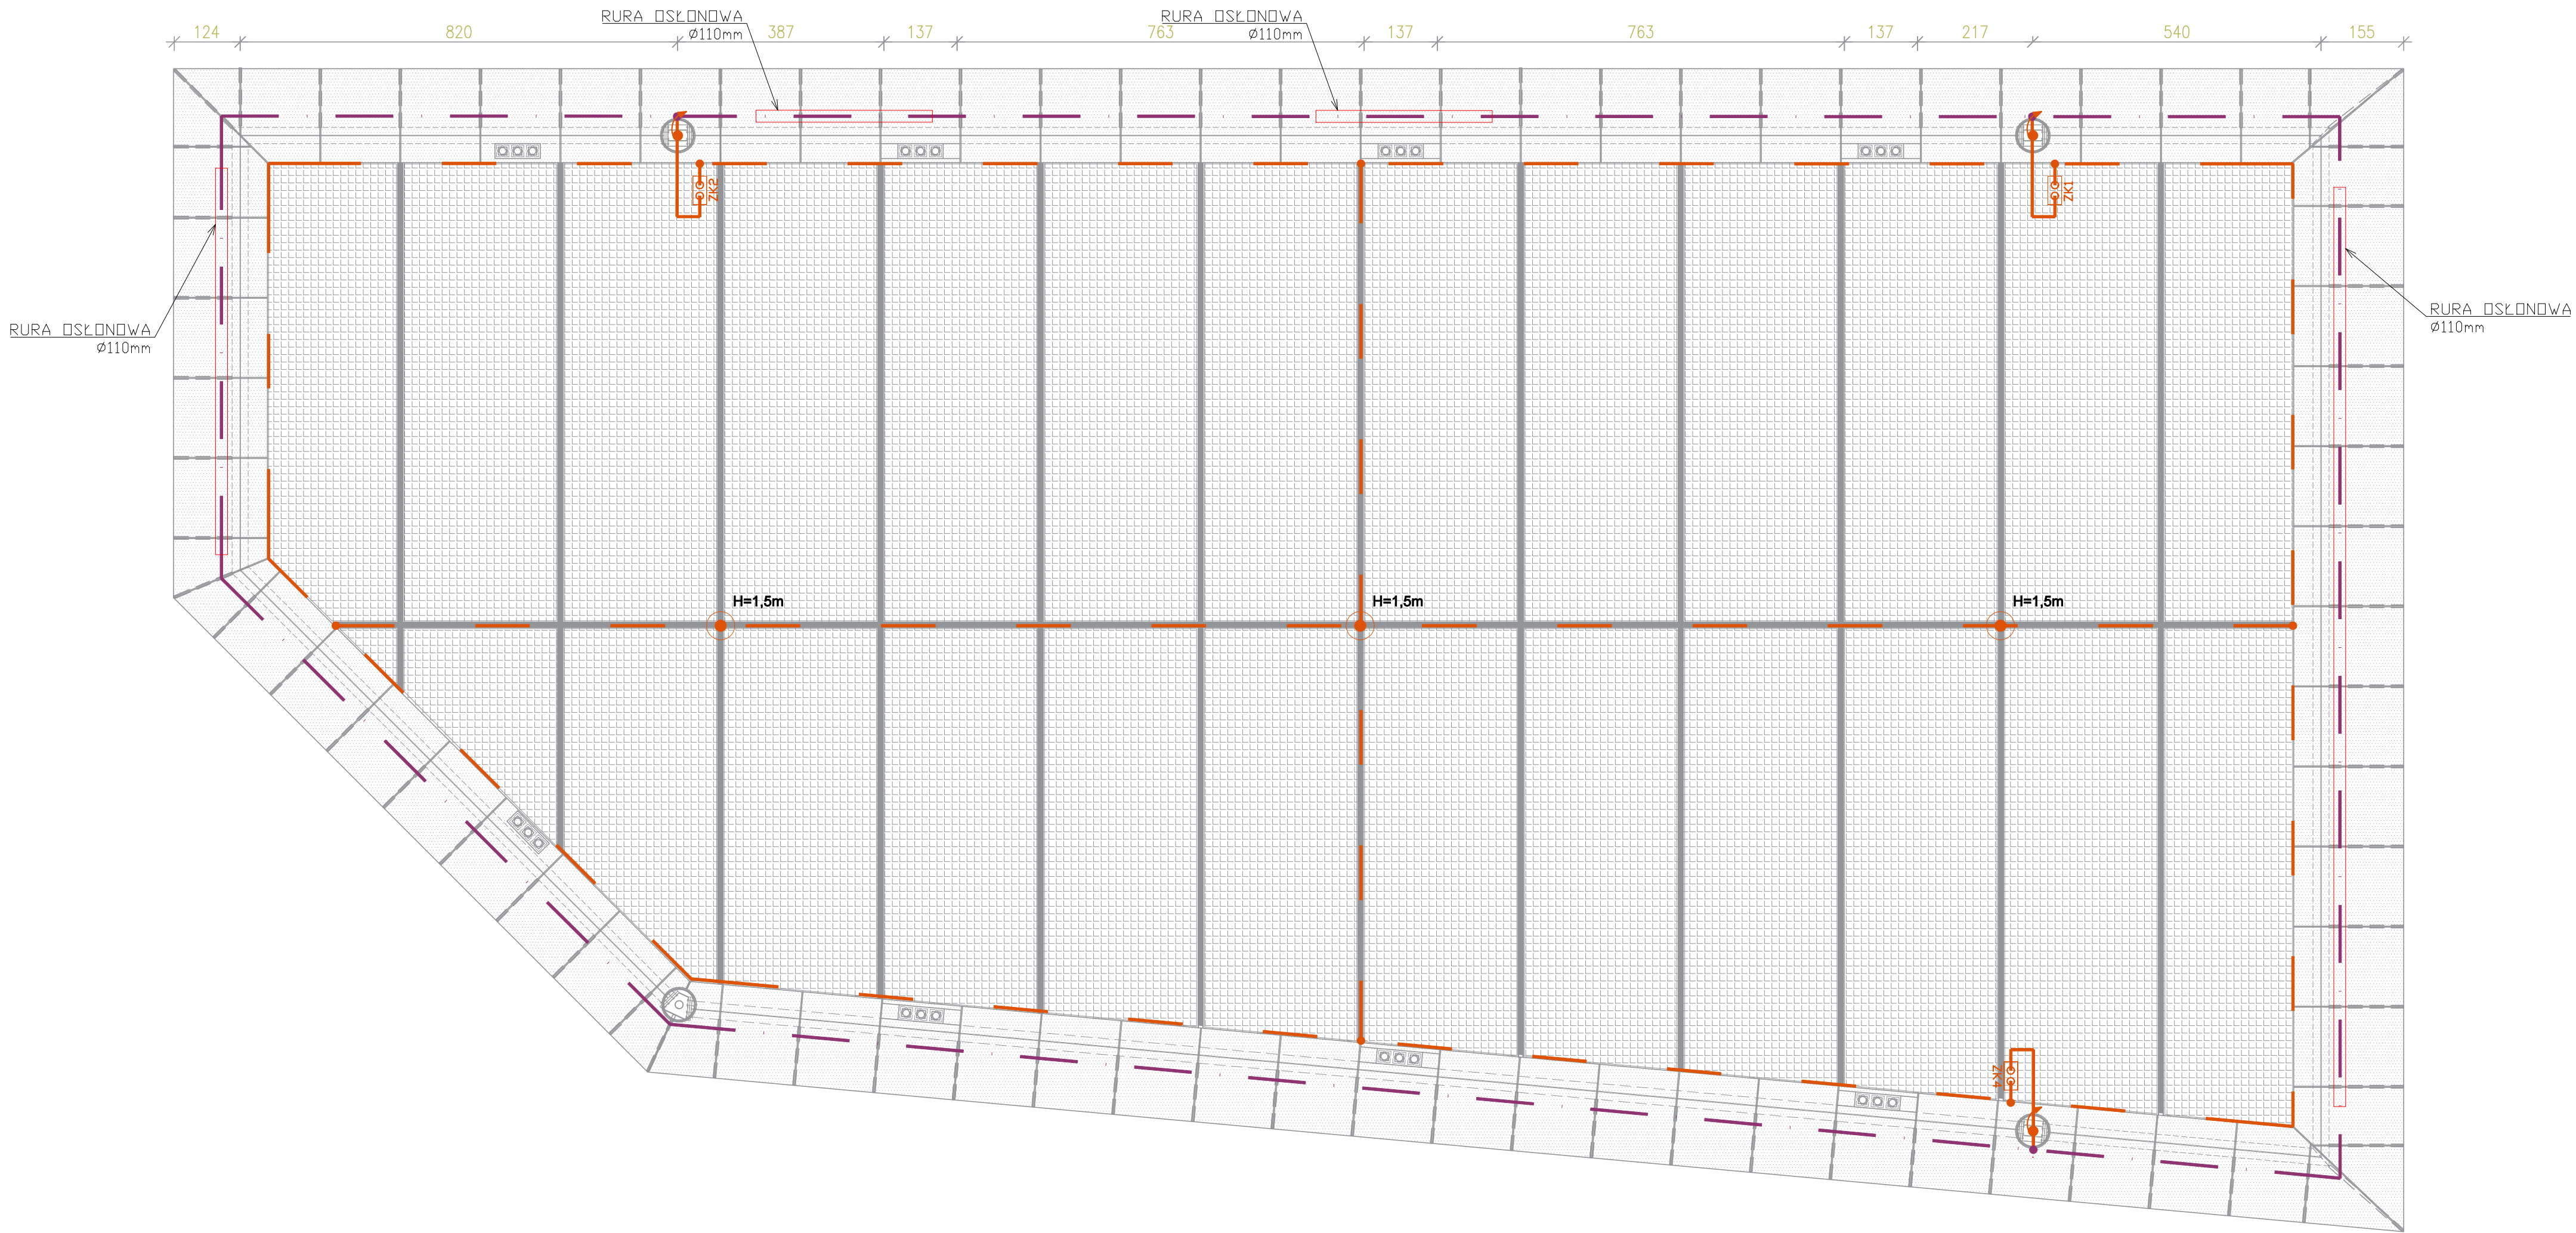 RURA OSŁONOWA
Ø110mm
RURA OSŁONOWA
Ø110mm
124
820
387
137
763
137
763
137
217
540
155
ZK2
ZK1
RURA OSŁONOWA
Ø110mm
RURA OSŁONOWA
Ø110mm
H=1,5m
H=1,5m
H=1,5m
ZK4